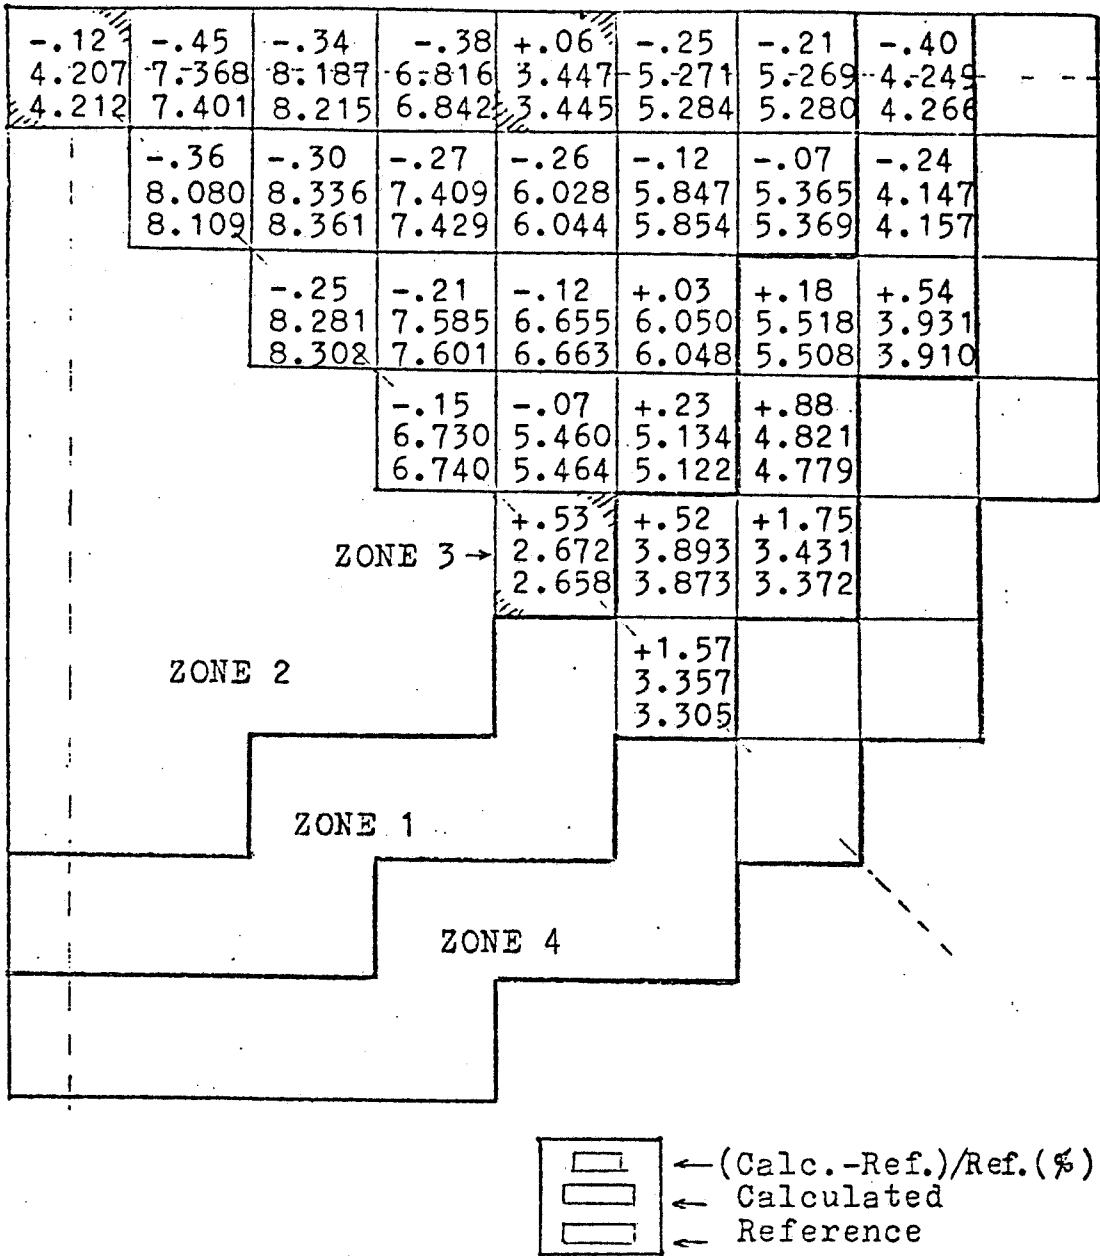 -.12 -.45 -.34 -.38 +.06 -.25 -.21 -.40
4.207 7.368 8.187 6.816 3.447 5.271 5.269 4.249
4.212 7.401 8.215 6.842 3.445 5.284 5.280 4.266
-.36 -.30 -.27 -.26 -.12 -.07 -.24
8.080 8.336 7.409 6.028 5.847 5.365 4.147
8.109 8.361 7.429 6.044 5.854 5.369 4.157
-.25 -.21 -.12 +.03 +.18 +.54
8.281 7.585 6.655 6.050 5.518 3.931
8.302 7.601 6.663 6.048 5.508 3.910
-.15 -.07 +.23 +.88
6.730 5.460 5.134 4.821
6.740 5.464 5.122 4.779
+.53 +.52 +1.75
ZONE 3→ 2.672 3.893 3.431
2.658 3.873 3.372
+1.57
ZONE 2 3.357
3.305
ZONE 1
ZONE 4
←(Calc.-Ref.)/Ref.(%)
← Calculated
← Reference